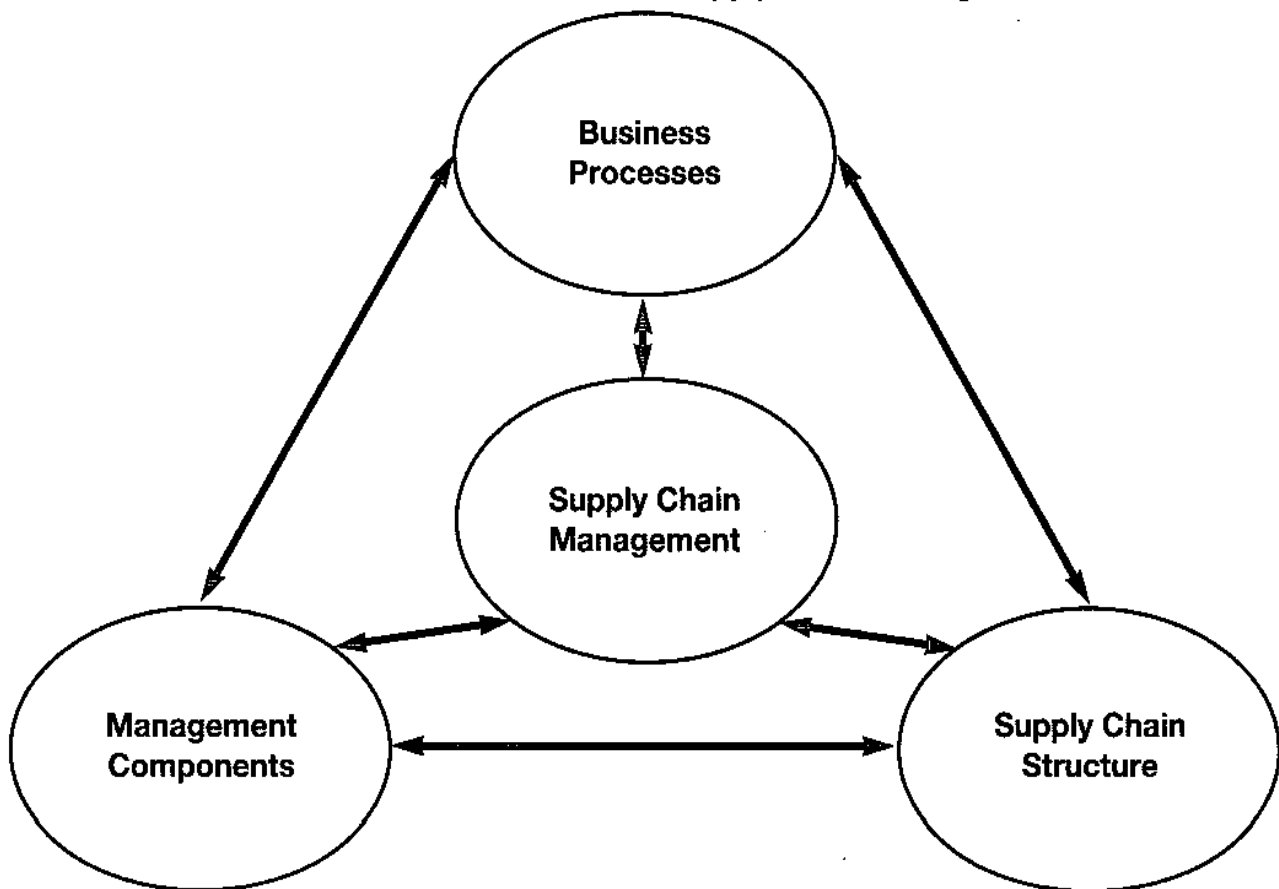 Business
Processes
Supply Chain
Management
Management
Components
Supply Chain
Structure